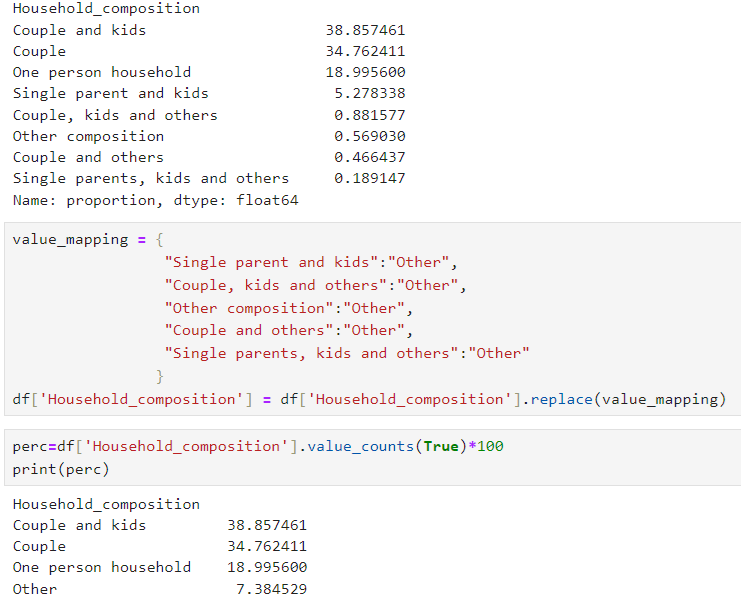 Household_composition
Couple and kids 38.857461
Couple 34.762411
One person household 18.995600
Single parent and kids 5.278338
Couple, kids and others 0.881577
Other composition 0.569030
Couple and others 0.466437
Single parents, kids and others 0.189147
Name: proportion, dtype: float64
value_mapping = {
"Single parent and kids":"Other",
"Couple, kids and others":"Other",
"Other composition":"Other",
"Couple and others":"Other",
"Single parents, kids and others":"Other"
}
df['Household_composition'] = df['Household_composition'].replace(value_mapping)
perc=df['Household_composition'].value_counts(True)*100
print(perc)
Household_composition
Couple and kids 38.857461
Couple 34.762411
One person household 18.995600
Other 7.384529